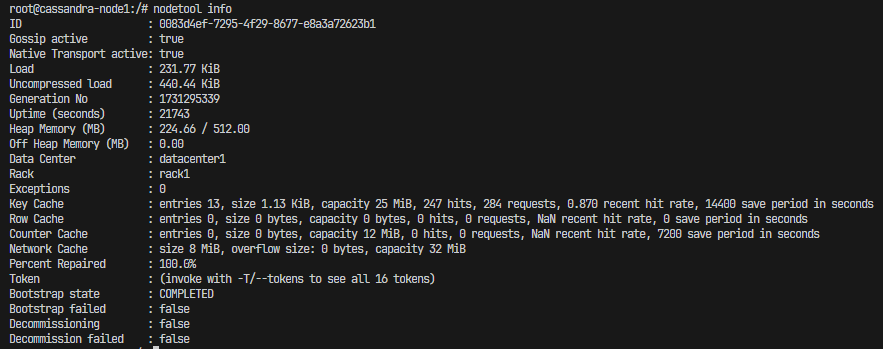 root@cassandra-node1:/# nodetool info
ID                     : 0083d4ef-7295-4f29-8677-e8a3a72623b1
Gossip active          : true
Native Transport active: true
Load                   : 231.77 KiB
Uncompressed load      : 440.44 KiB
Generation No          : 1731295339
Uptime (seconds)       : 21743
Heap Memory (MB)       : 224.66 / 512.00
Off Heap Memory (MB)   : 0.00
Data Center            : datacenter1
Rack                   : rack1
Exceptions             : 0
Key Cache              : entries 13, size 1.13 KiB, capacity 25 MiB, 247 hits, 284 requests, 0.870 recent hit rate, 14400 save period in seconds
Row Cache              : entries 0, size 0 bytes, capacity 0 bytes, 0 hits, 0 requests, NaN recent hit rate, 0 save period in seconds
Counter Cache          : entries 0, size 0 bytes, capacity 12 MiB, 0 hits, 0 requests, NaN recent hit rate, 7200 save period in seconds
Network Cache          : size 8 MiB, overflow size: 0 bytes, capacity 32 MiB
Percent Repaired       : 100.0%
Token                  : (invoke with -T/--tokens to see all 16 tokens)
Bootstrap state        : COMPLETED
Bootstrap failed       : false
Decommissioning        : false
Decommission failed    : false